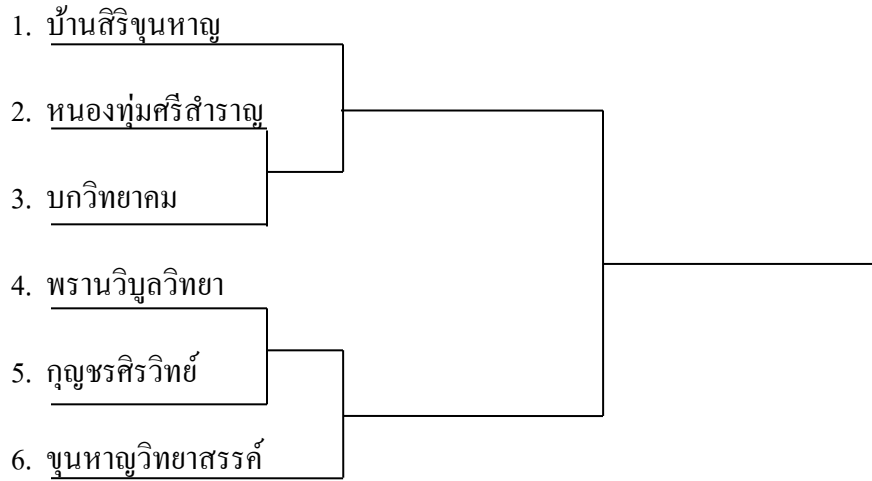 1. บ้านสิริขุนหาญ
2. หนองทุ่มศรีสำราญ
3. บกวิทยาคม
4. พรานวิบูลวิทยา
5. กุญชรศิรวิทย์
6. ขุนหาญวิทยาสรรค์